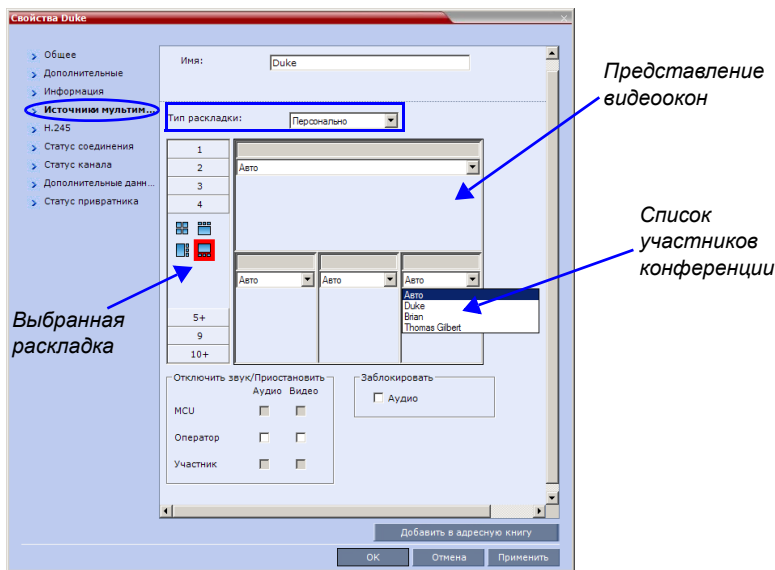 Свойства Duke
Общее
Дополнительные
Информация
Источники мультим...
H.245
Статус соединения
Статус канала
Дополнительные данн...
Статус привратника
Имя:
Duke
Тип раскладки:
Персонально
1
2
3
4
5+
9
10+
Авто
Авто
Авто
Авто
Авто
Duke
Brian
Thomas Gilbert
Отключить звук/Приостановить
Аудио Видео
MCU
Оператор
Участник
Заблокировать
Аудио
Добавить в адресную книгу
OK
Отмена
Применить
Представление
видеоокон
Список
участников
конференции
Выбранная
раскладка